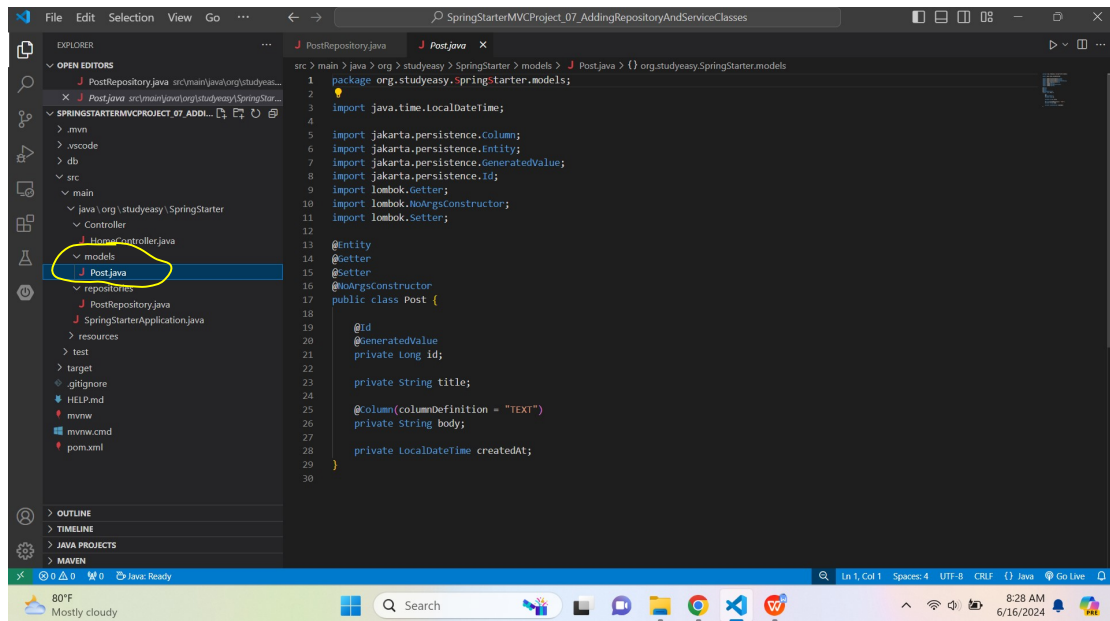 File Edit Selection View Go ··· SpringStarterMVCProject_07_AddingRepositoryAndServiceClasses
EXPLORER ···
OPEN EDITORS
J PostRepository.java src\main\java\org\studyeas...
J Post.java src\main\java\org\studyeasy\SpringStar...
SPRINGSTARTERMVCPROJECT_07_ADDI...
.mvn
.vscode
db
src
main
java\org\studyeasy\SpringStarter
Controller
J HomeController.java
models
J Post.java
repositories
J PostRepository.java
J SpringStarterApplication.java
resources
test
target
.gitignore
HELP.md
mvnw
mvnw.cmd
pom.xml
OUTLINE
TIMELINE
JAVA PROJECTS
MAVEN
J PostRepository.java J Post.java
src > main > java > org > studyeasy > SpringStarter > models > J Post.java > {} org.studyeasy.SpringStarter.models
1 package org.studyeasy.SpringStarter.models;
2
3 import java.time.LocalDateTime;
4
5 import jakarta.persistence.Column;
6 import jakarta.persistence.Entity;
7 import jakarta.persistence.GeneratedValue;
8 import jakarta.persistence.Id;
9 import lombok.Getter;
10 import lombok.NoArgsConstructor;
11 import lombok.Setter;
12
13 @Entity
14 @Getter
15 @Setter
16 @NoArgsConstructor
17 public class Post {
18
19 @Id
20 @GeneratedValue
21 private Long id;
22
23 private String title;
24
25 @Column(columnDefinition = "TEXT")
26 private String body;
27
28 private LocalDateTime createdAt;
29 }
30
0 0 0 Java: Ready Ln 1, Col 1 Spaces: 4 UTF-8 CRLF {} Java Go Live
80°F
Mostly cloudy
Search
8:28 AM
6/16/2024
PRE